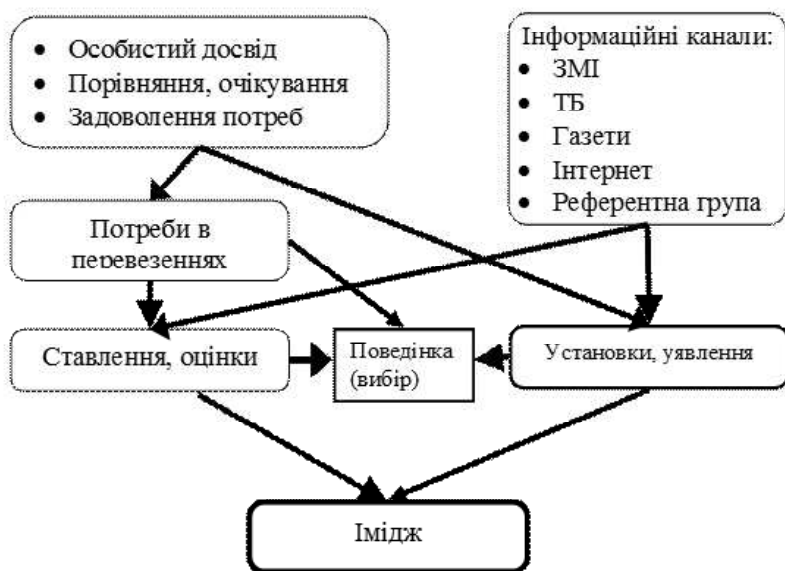 • Особистий досвід
• Порівняння, очікування
• Задоволення потреб
Інформаційні канали:
• ЗМІ
• ТБ
• Газети
• Інтернет
• Референтна група
Потреби в
перевезеннях
Ставлення, оцінки
Поведінка
(вибір)
Установки, уявлення
Імідж